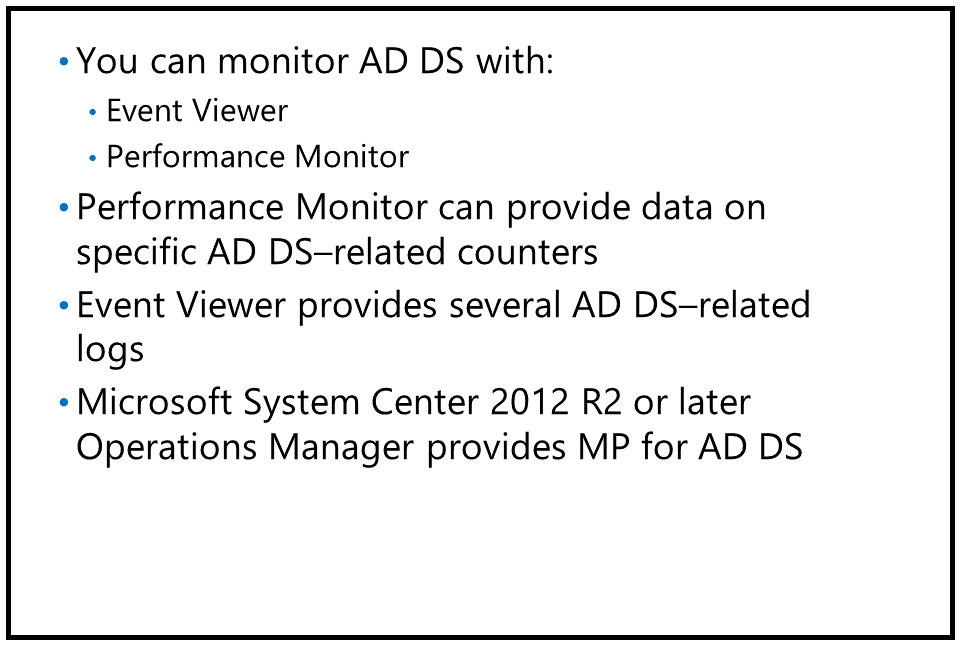 • You can monitor AD DS with:
• Event Viewer
• Performance Monitor
• Performance Monitor can provide data on
specific AD DS–related counters
• Event Viewer provides several AD DS–related
logs
• Microsoft System Center 2012 R2 or later
Operations Manager provides MP for AD DS